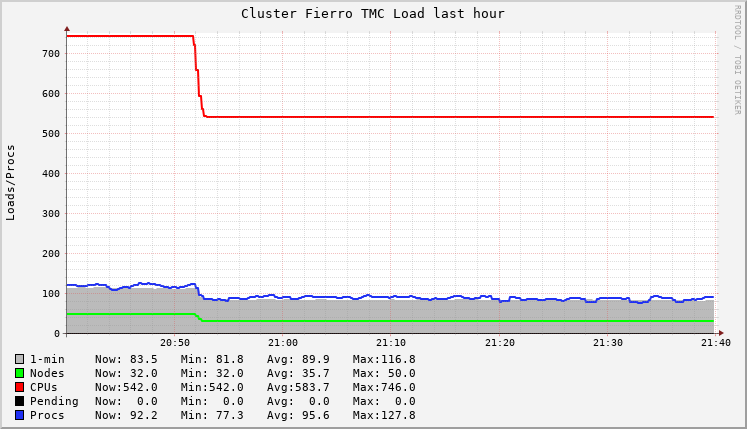 Cluster Fierro TMC Load last hour
RRDTOOL / TOBI OETIKER
Loads/Procs
700
600
500
400
300
200
100
0
20:50 21:00 21:10 21:20 21:30 21:40
1-min Now: 83.5 Min: 81.8 Avg: 89.9 Max:116.8
Nodes Now: 32.0 Min: 32.0 Avg: 35.7 Max: 50.0
CPUs Now:542.0 Min:542.0 Avg:583.7 Max:746.0
Pending Now: 0.0 Min: 0.0 Avg: 0.0 Max: 0.0
Procs Now: 92.2 Min: 77.3 Avg: 95.6 Max:127.8